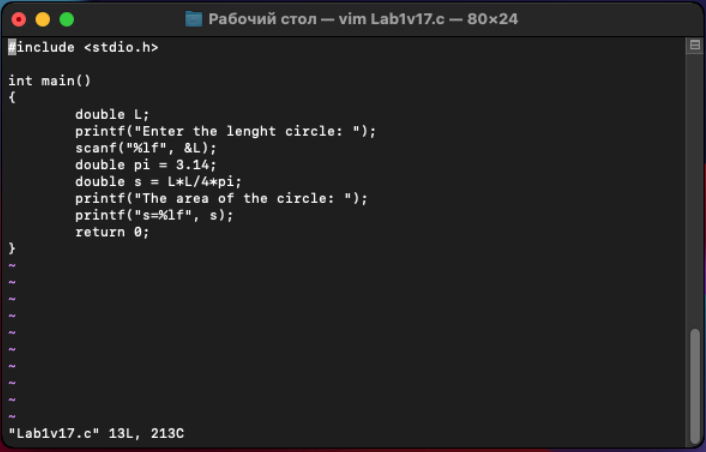 Рабочий стол — vim Lab1v17.c — 80×24
#include <stdio.h>
int main()
{
        double L;
        printf("Enter the lenght circle: ");
        scanf("%lf", &L);
        double pi = 3.14;
        double s = L*L/4*pi;
        printf("The area of the circle: ");
        printf("s=%lf", s);
        return 0;
}
~
~
~
~
~
~
~
~
~
~
"Lab1v17.c" 13L, 213C